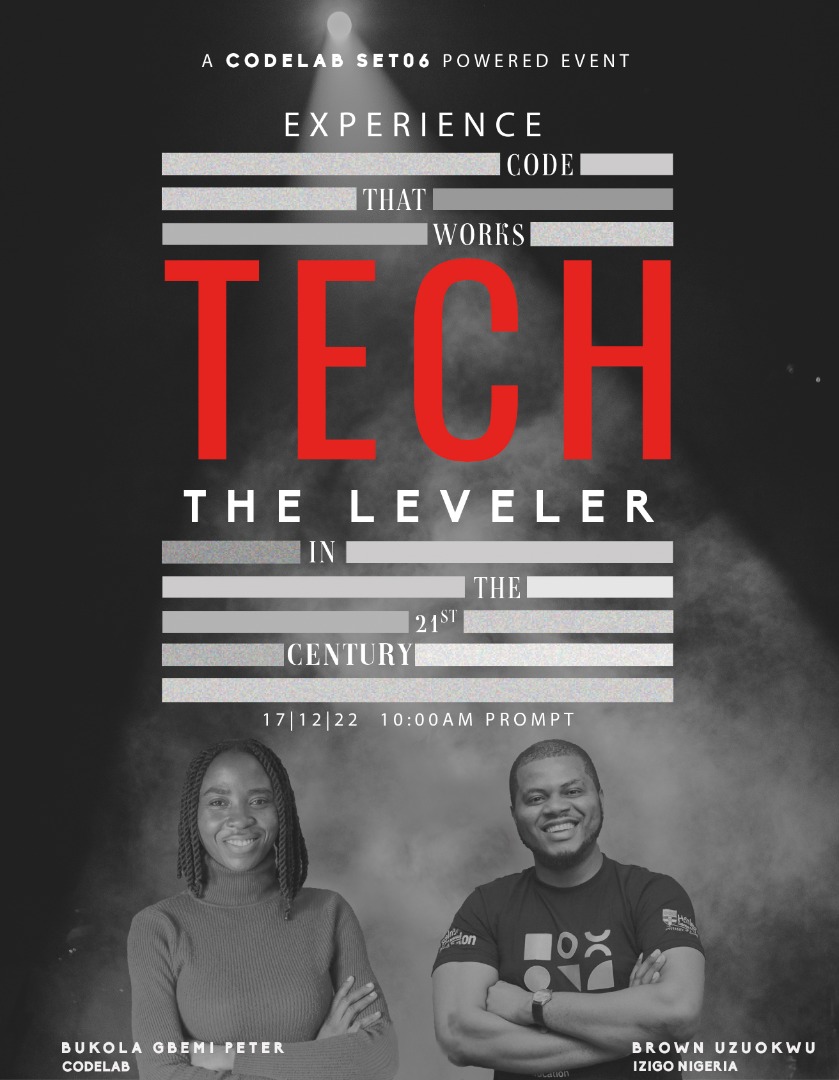 A CODELAB SET06 POWERED EVENT
EXPERIENCE
CODE
THAT
WORKS
TECH
THE LEVELER
IN
THE
21ST
CENTURY
17|12|22 10:00AM PROMPT
BUKOLA GBEMI PETER
CODELAB
BROWN UZUOKWU
IZIGO NIGERIA